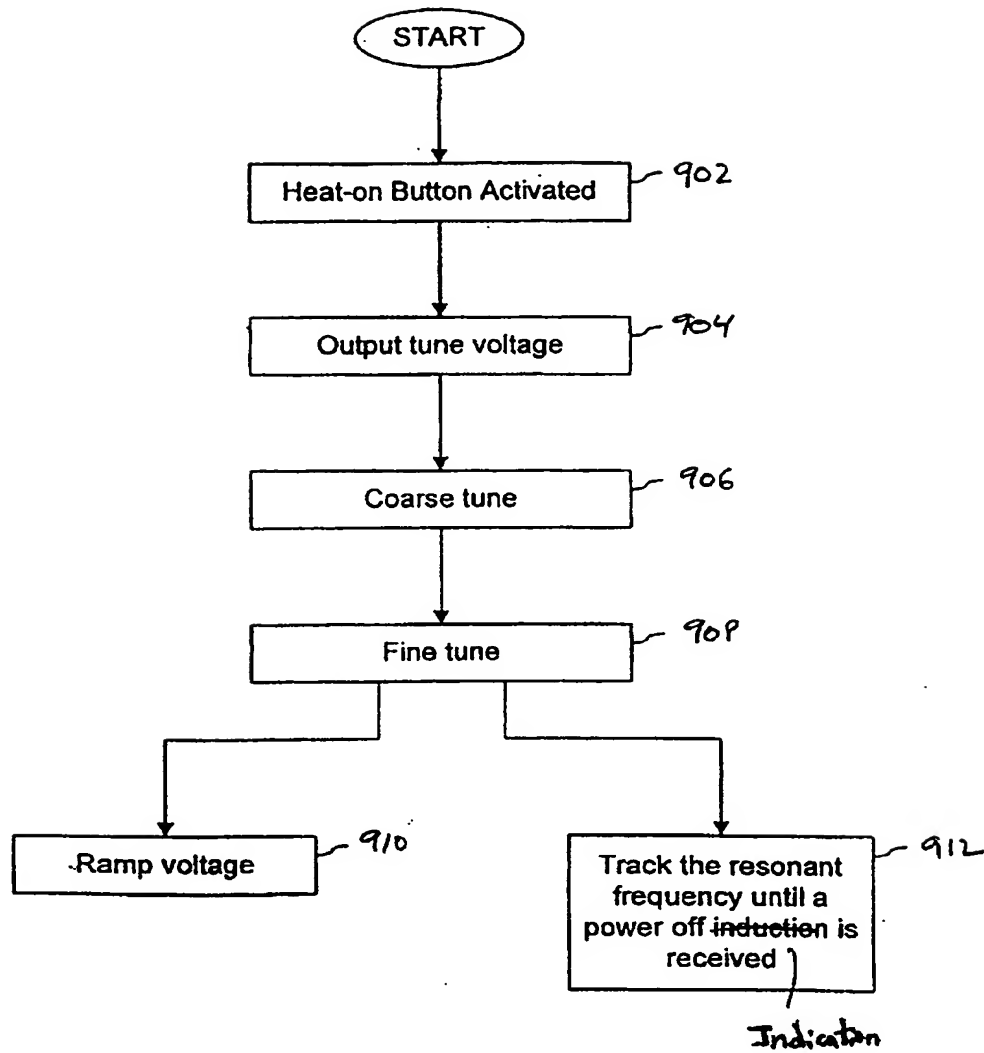 START
Heat-on Button Activated
902
Output tune voltage
904
Coarse tune
906
Fine tune
908
Ramp voltage
910
Track the resonant
frequency until a
power off induction is
received
912
Indication